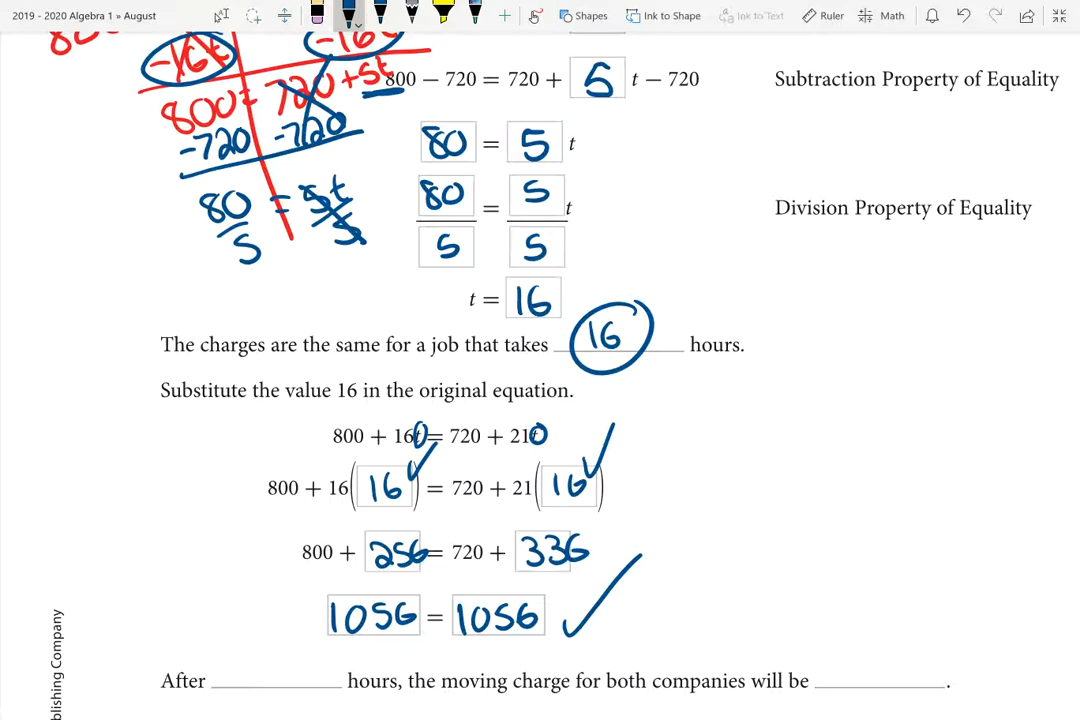 2019 - 2020 Algebra 1 » August
Shapes Ink to Shape Ink to Text Ruler Math
-16t -16t
800 = 720 + 5t
-720 -720
80 = 5t
5 5
800 − 720 = 720 + 5 t − 720 Subtraction Property of Equality
80 = 5 t
80 = 5 t Division Property of Equality
5 5
t = 16
The charges are the same for a job that takes 16 hours.
Substitute the value 16 in the original equation.
800 + 16t = 720 + 21t
800 + 16( 16 ) = 720 + 21( 16 )
800 + 256 = 720 + 336
1056 = 1056 ✓
After ____________ hours, the moving charge for both companies will be ____________.
blishing Company